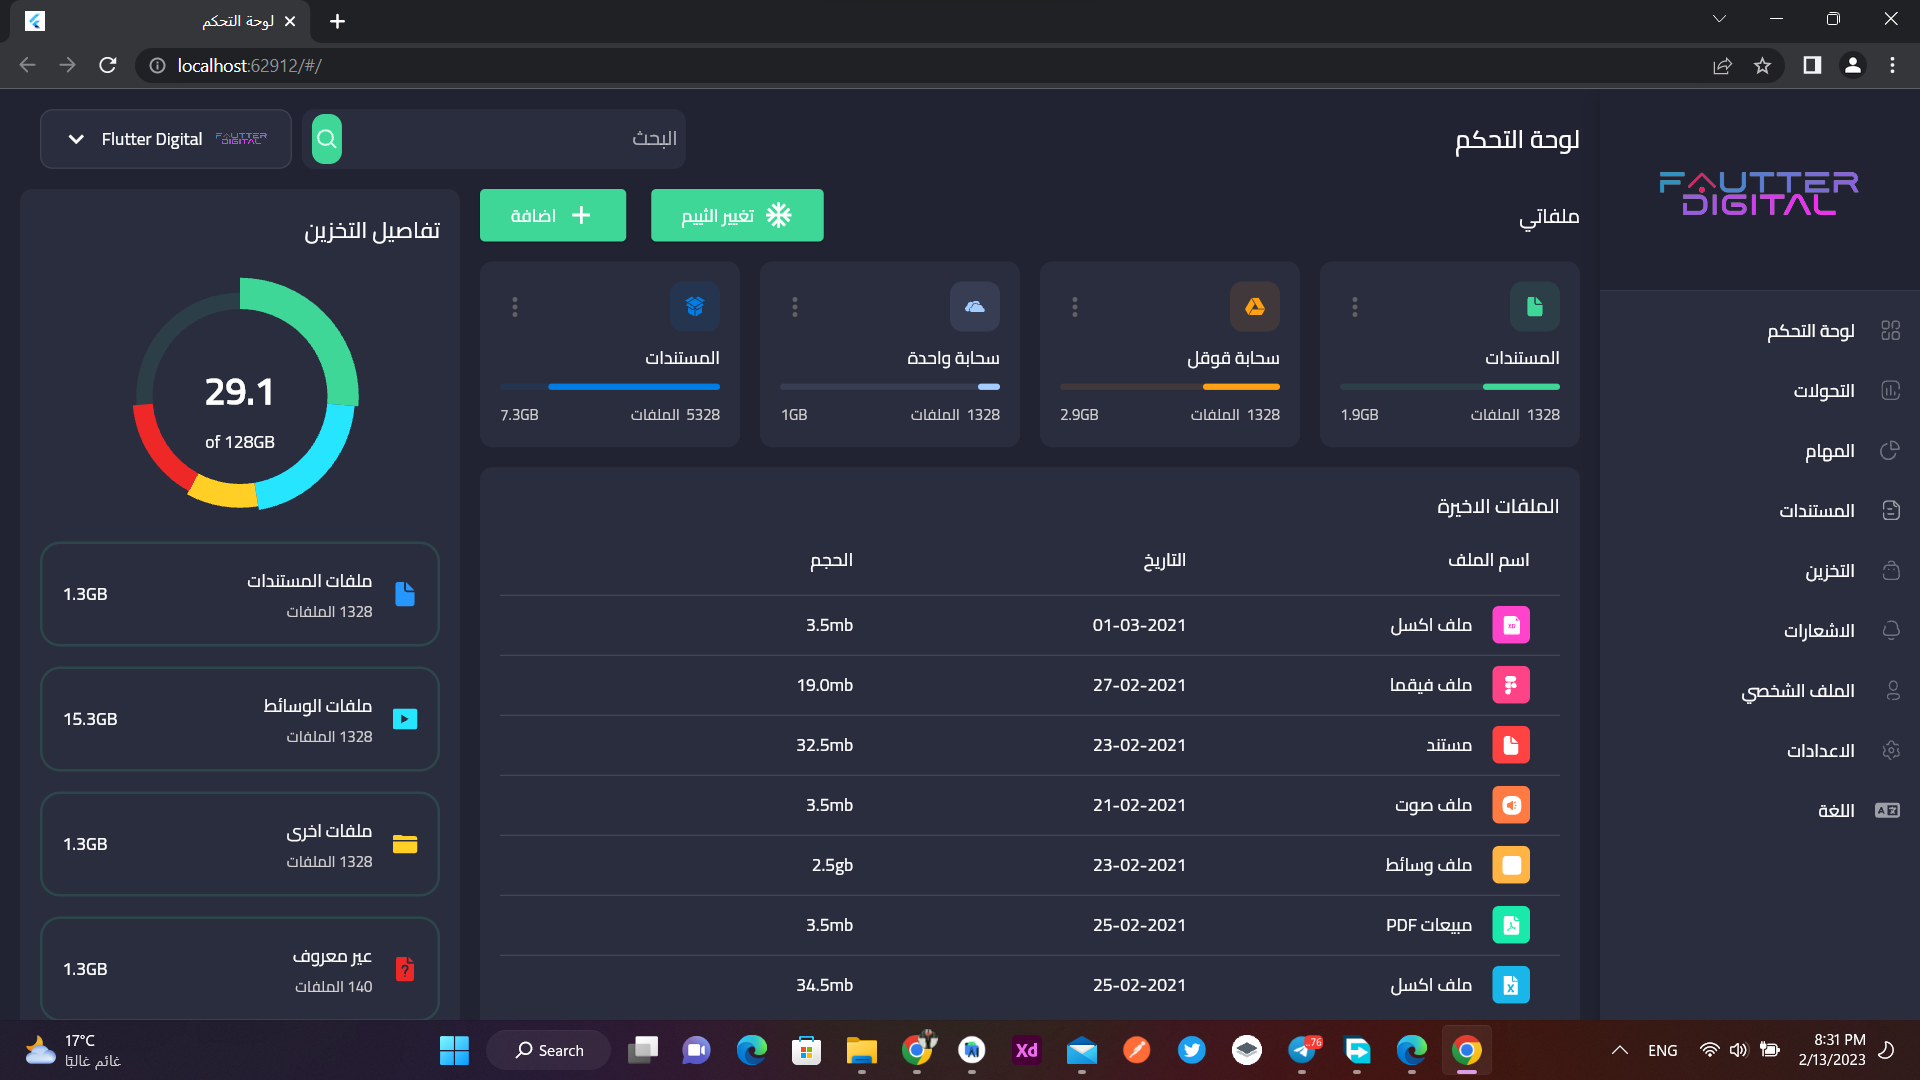 لوحة التحكم
localhost:62912/#/
FLUTTER
DIGITAL
لوحة التحكم
التحولات
المهام
المستندات
التخزين
الاشعارات
الملف الشخصي
الاعدادات
اللغة
لوحة التحكم
البحث
Flutter Digital
FLUTTER
DIGITAL
ملفاتي
تغيير الثييم
اضافة
المستندات
1328 الملفات
1.9GB
سحابة قوقل
1328 الملفات
2.9GB
سحابة واحدة
1328 الملفات
1GB
المستندات
5328 الملفات
7.3GB
الملفات الاخيرة
اسم الملف التاريخ الحجم
ملف اكسل 01-03-2021 3.5mb
ملف فيقما 27-02-2021 19.0mb
مستند 23-02-2021 32.5mb
ملف صوت 21-02-2021 3.5mb
ملف وسائط 23-02-2021 2.5gb
مبيعات PDF 25-02-2021 3.5mb
ملف اكسل 25-02-2021 34.5mb
تفاصيل التخزين
29.1
of 128GB
ملفات المستندات
1328 الملفات
1.3GB
ملفات الوسائط
1328 الملفات
15.3GB
ملفات اخرى
1328 الملفات
1.3GB
عير معروف
140 الملفات
1.3GB
17°C
غائم غالبًا
Search
Xd
..76
ENG
8:31 PM
2/13/2023